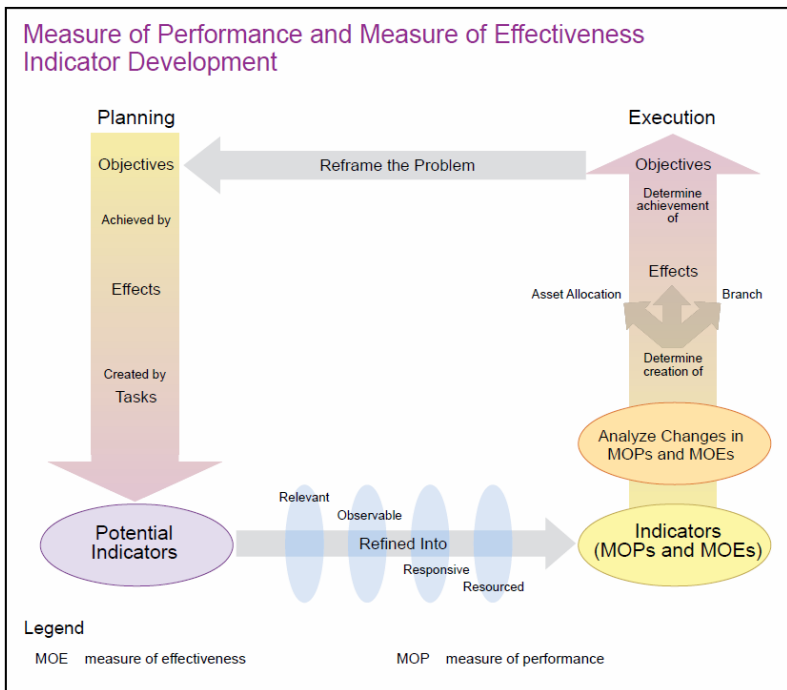 Measure of Performance and Measure of Effectiveness
Indicator Development
Planning
Execution
Objectives
Reframe the Problem
Objectives
Achieved by
Determine
achievement
of
Effects
Effects
Asset Allocation
Branch
Created by
Tasks
Determine
creation of
Analyze Changes in
MOPs and MOEs
Potential
Indicators
Relevant
Observable
Refined Into
Responsive
Resourced
Indicators
(MOPs and MOEs)
Legend
MOE measure of effectiveness
MOP measure of performance